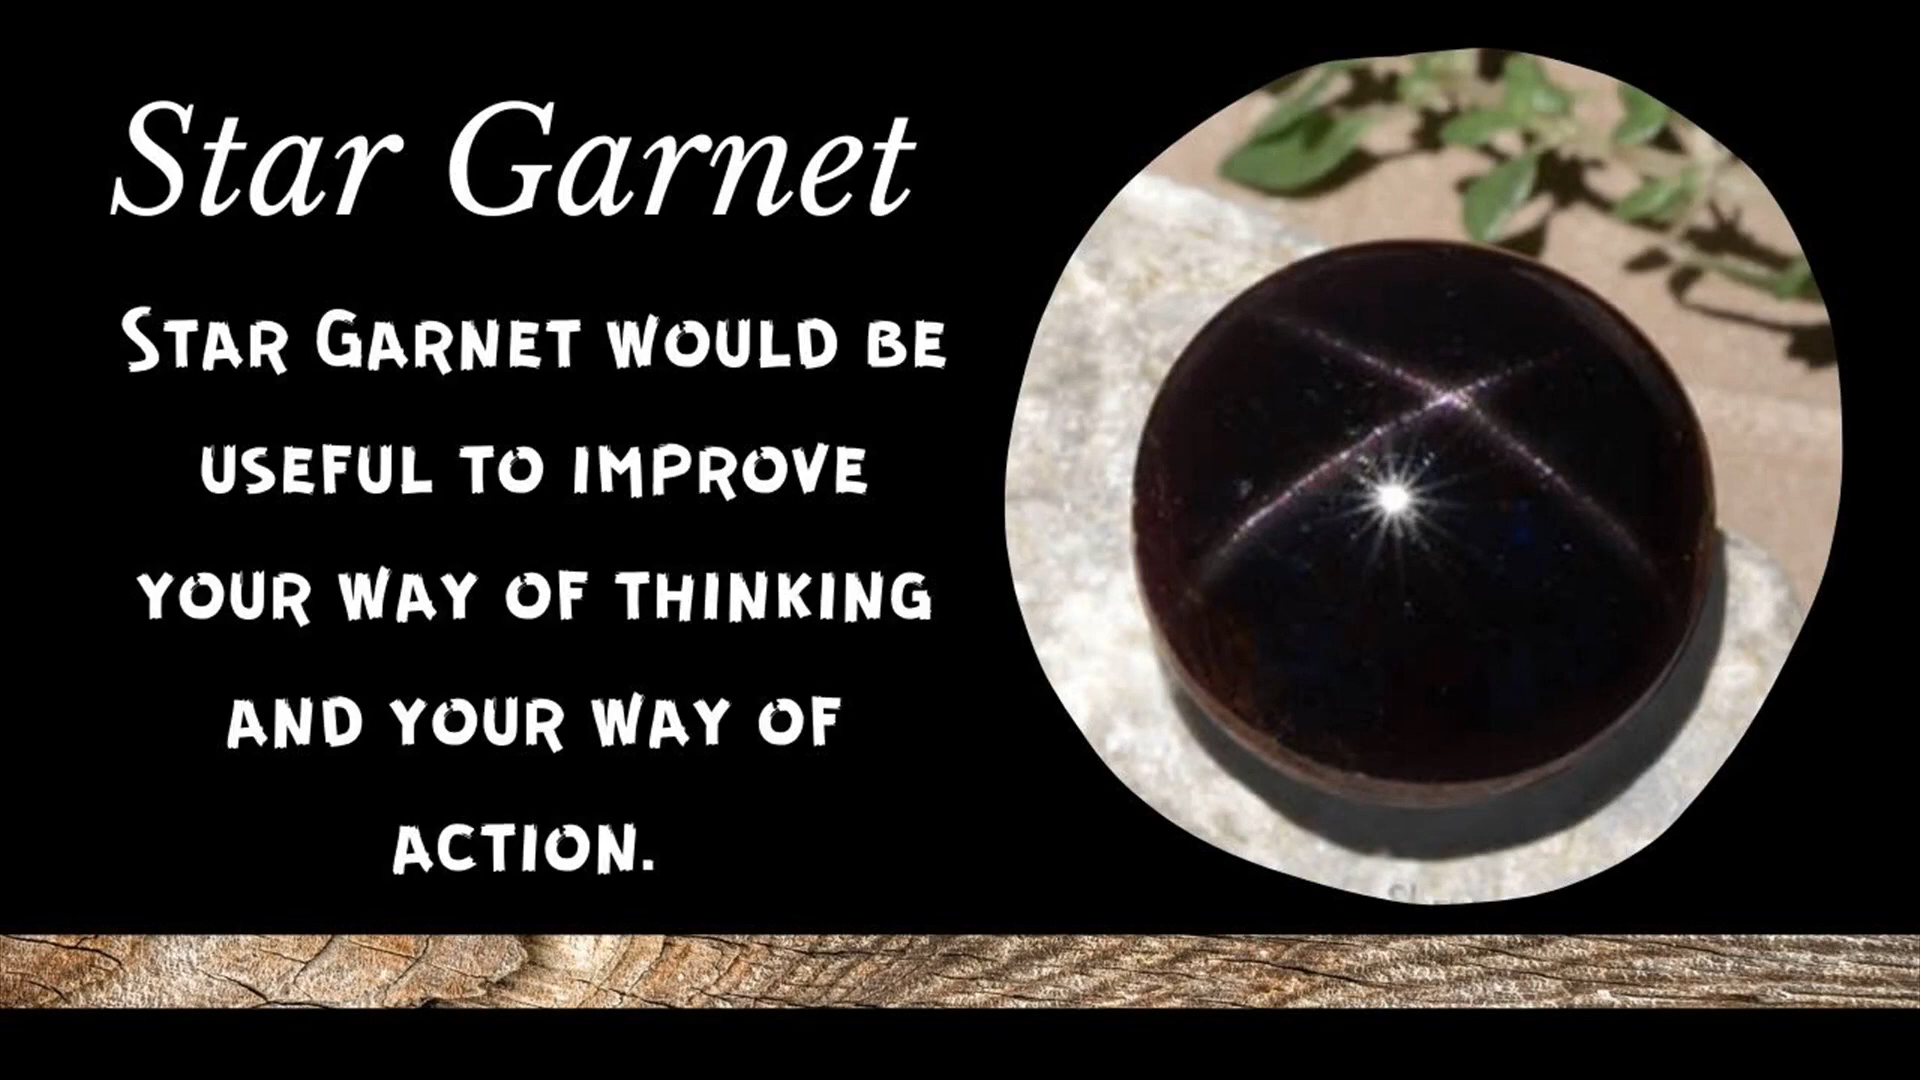 Star Garnet
Star Garnet would be
useful to improve
your way of thinking
and your way of
action.